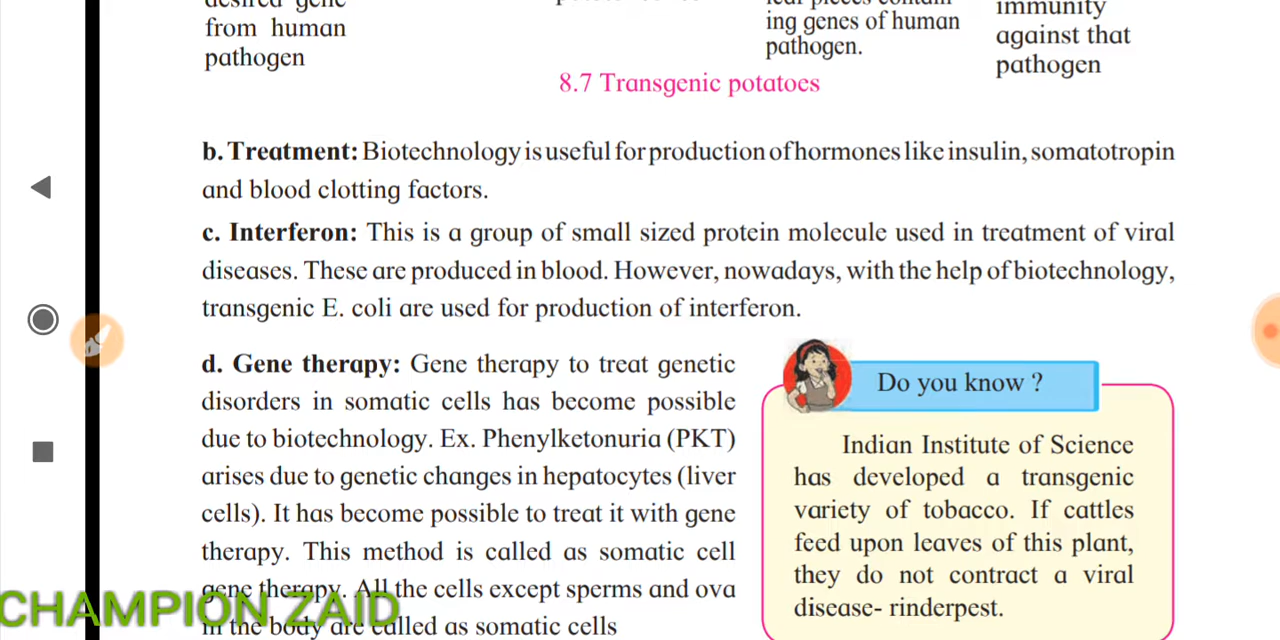 desired gene
from human
pathogen
ing genes of human
pathogen.
immunity
against that
pathogen
8.7 Transgenic potatoes
b. Treatment: Biotechnology is useful for production of hormones like insulin, somatotropin
and blood clotting factors.
c. Interferon: This is a group of small sized protein molecule used in treatment of viral
diseases. These are produced in blood. However, nowadays, with the help of biotechnology,
transgenic E. coli are used for production of interferon.
d. Gene therapy: Gene therapy to treat genetic
disorders in somatic cells has become possible
due to biotechnology. Ex. Phenylketonuria (PKT)
arises due to genetic changes in hepatocytes (liver
cells). It has become possible to treat it with gene
therapy. This method is called as somatic cell
gene therapy. All the cells except sperms and ova
in the body are called as somatic cells
Do you know ?
Indian Institute of Science
has developed a transgenic
variety of tobacco. If cattles
feed upon leaves of this plant,
they do not contract a viral
disease- rinderpest.
CHAMPION ZAID